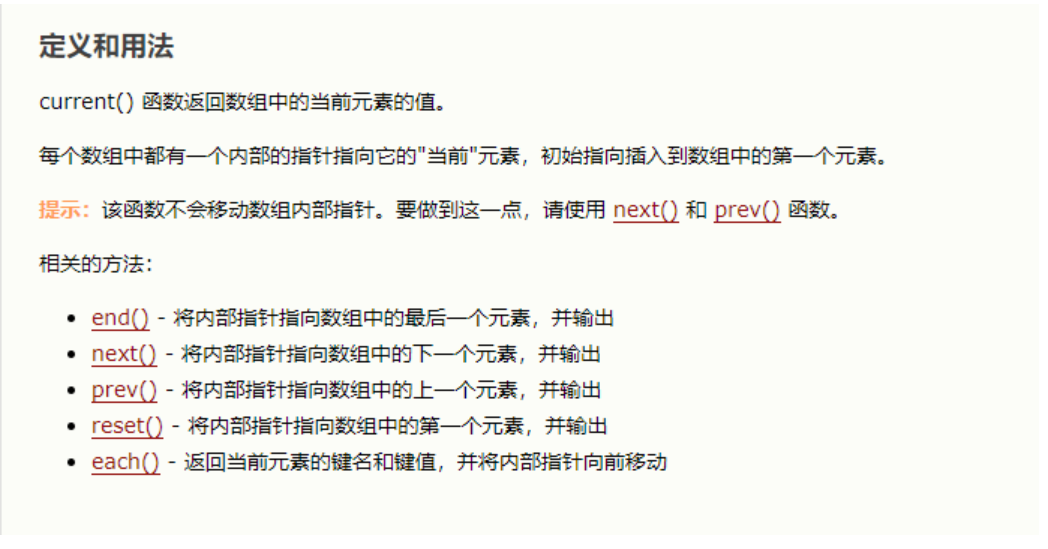 定义和用法
current() 函数返回数组中的当前元素的值。
每个数组中都有一个内部的指针指向它的"当前"元素，初始指向插入到数组中的第一个元素。
提示：该函数不会移动数组内部指针。要做到这一点，请使用 next() 和 prev() 函数。
相关的方法：
• end() - 将内部指针指向数组中的最后一个元素，并输出
• next() - 将内部指针指向数组中的下一个元素，并输出
• prev() - 将内部指针指向数组中的上一个元素，并输出
• reset() - 将内部指针指向数组中的第一个元素，并输出
• each() - 返回当前元素的键名和键值，并将内部指针向前移动